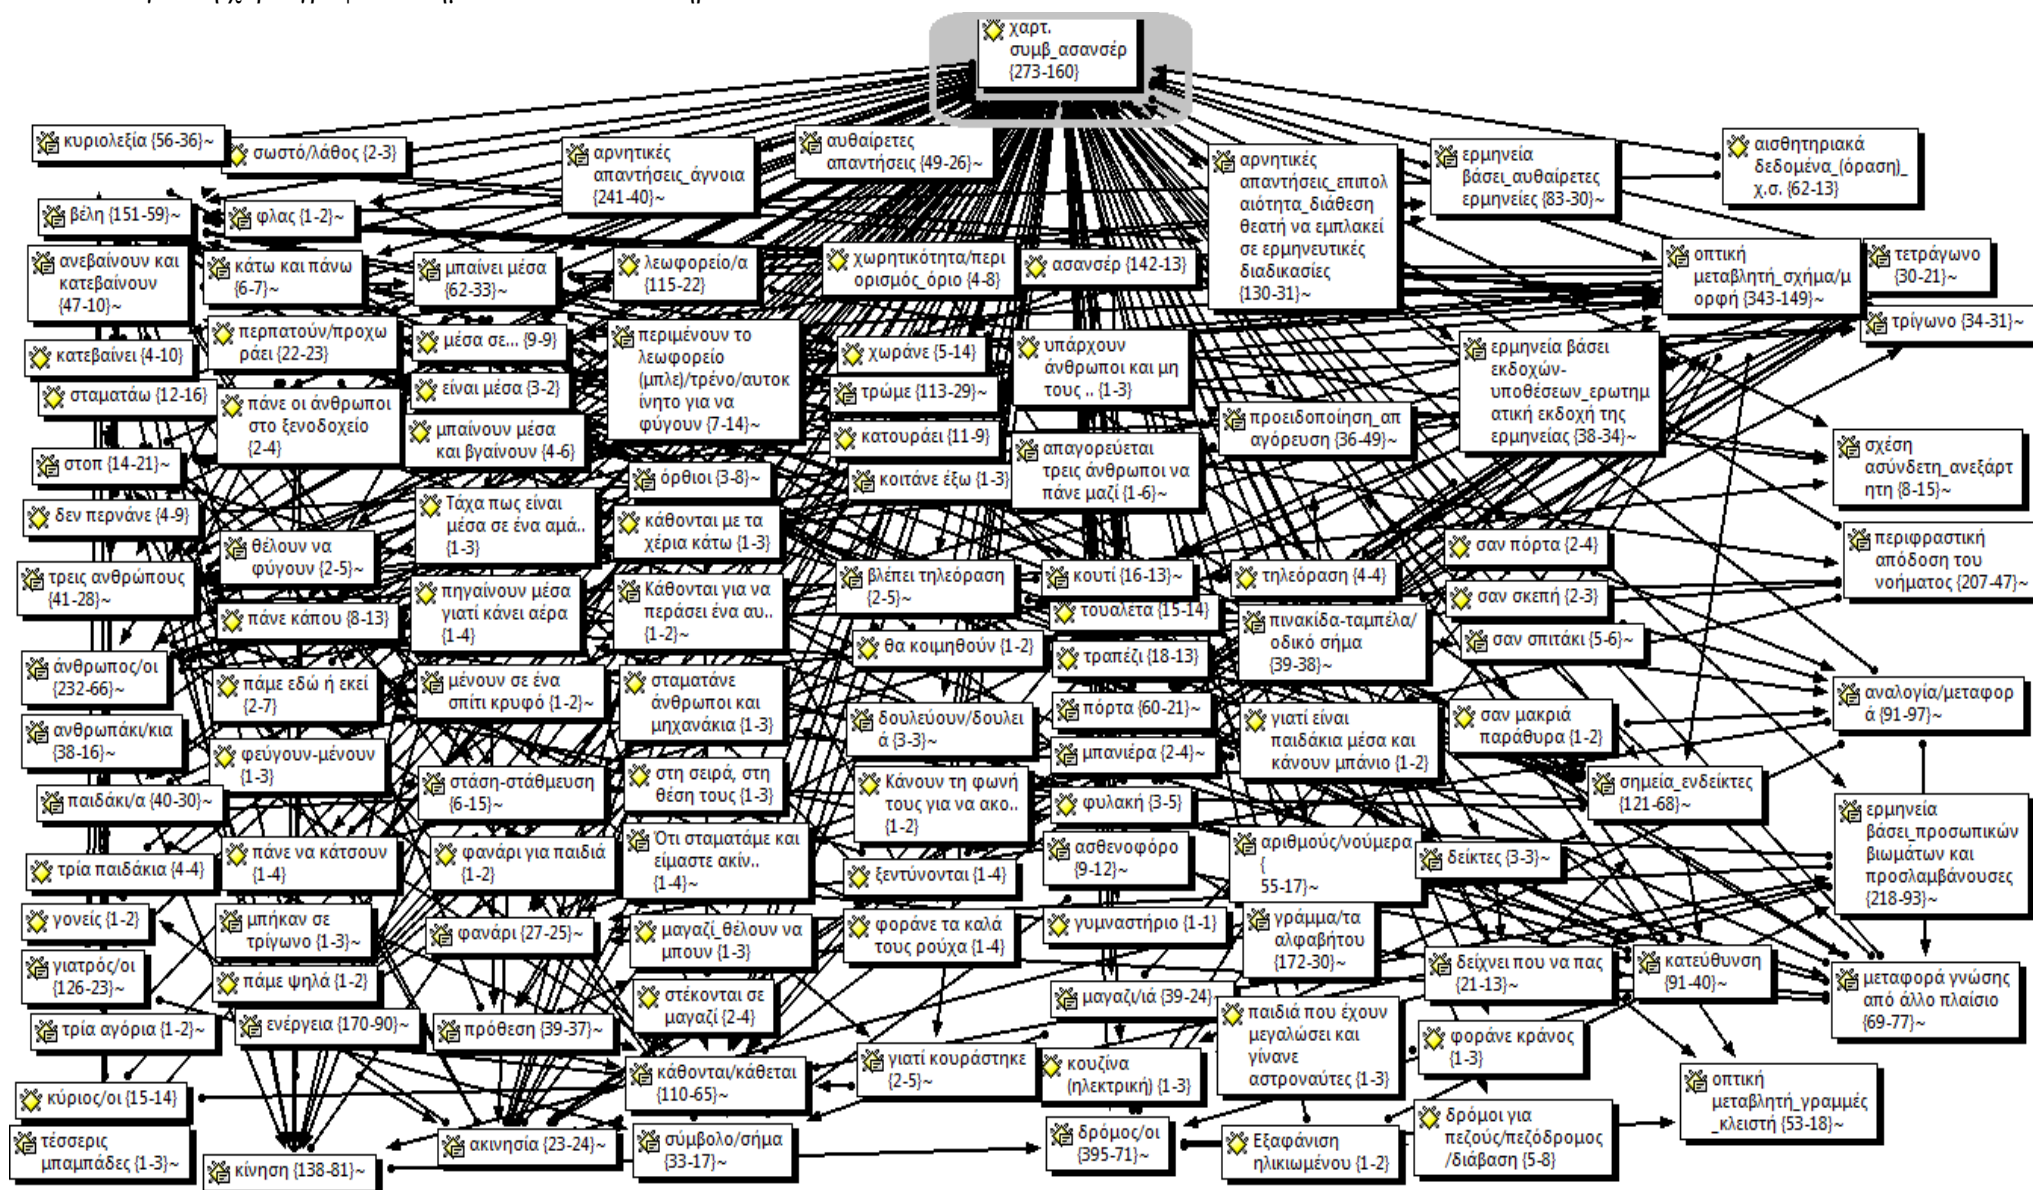 χαρτ.
συμβ_ασανσέρ
{273-160}
κυριολεξία {56-36}~
σωστό/λάθος {2-3}
αρνητικές
απαντήσεις_άγνοια
{241-40}~
αυθαίρετες
απαντήσεις {49-26}~
αρνητικές
απαντήσεις_επιπολ
αιότητα_διάθεση
θεατή να εμπλακεί
σε ερμηνευτικές
διαδικασίες
{130-31}~
ερμηνεία
βάσει_αυθαίρετες
ερμηνείες {83-30}~
αισθητηριακά
δεδομένα_(όραση)_
χ.σ. {62-13}
βέλη {151-59}~
φλας {1-2}~
ανεβαίνουν και
κατεβαίνουν
{47-10}~
κάτω και πάνω
{6-7}~
μπαίνει μέσα
{62-33}~
λεωφορείο/α
{115-22}
χωρητικότητα/περι
ορισμός_όριο {4-8}
ασανσέρ {142-13}~
οπτική
μεταβλητή_σχήμα/μ
ορφή {343-149}~
τετράγωνο
{30-21}~
τρίγωνο {34-31}~
κατεβαίνει {4-10}
περπατούν/προχω
ράει {22-23}
μέσα σε... {9-9}
περιμένουν το
λεωφορείο
(μπλε)/τρένο/αυτοκ
ίνητο για να
φύγουν {7-14}~
χωράνε {5-14}
υπάρχουν
άνθρωποι και μη
τους .. {1-3}
ερμηνεία βάσει
εκδοχών-
υποθέσεων_ερωτημ
ατική εκδοχή της
ερμηνείας {38-34}~
σταματάω {12-16}
πάνε οι άνθρωποι
στο ξενοδοχείο
{2-4}
είναι μέσα {3-2}
τρώμε {113-29}~
μπαίνουν μέσα
και βγαίνουν {4-6}
κατουράει {11-9}
προειδοποίηση_απ
αγόρευση {36-49}~
σχέση
ασύνδετη_ανεξάρτ
ητη {8-15}~
στοπ {14-21}~
όρθιοι {3-8}~
κοιτάνε έξω {1-3}
απαγορεύεται
τρεις άνθρωποι να
πάνε μαζί {1-6}~
δεν περνάνε {4-9}
Τάχα πως είναι
μέσα σε ένα αμά..
{1-3}
κάθονται με τα
χέρια κάτω {1-3}
θέλουν να
φύγουν {2-5}~
σαν πόρτα {2-4}
περιφραστική
απόδοση του
νοήματος {207-47}~
τρεις ανθρώπους
{41-28}~
πηγαίνουν μέσα
γιατί κάνει αέρα
{1-4}
Κάθονται για να
περάσει ένα αυ..
{1-2}~
βλέπει τηλεόραση
{2-5}~
κουτί {16-13}~
τηλεόραση {4-4}
σαν σκεπή {2-3}
πάνε κάπου {8-13}
τουαλέτα {15-14}
πινακίδα-ταμπέλα/
οδικό σήμα
{39-38}~
σαν σπιτάκι {5-6}~
άνθρωπος/οι
{232-66}~
πάμε εδώ ή εκεί
{2-7}
μένουν σε ένα
σπίτι κρυφό {1-2}~
σταματάνε
άνθρωποι και
μηχανάκια
{1-3}
θα κοιμηθούν {1-2}
τραπέζι {18-13}
αναλογία/μεταφορ
ά {91-97}~
ανθρωπάκι/κια
{38-16}~
δουλεύουν/δουλει
ά {3-3}~
πόρτα {60-21}~
γιατί είναι
παιδάκια μέσα και
κάνουν μπάνιο {1-2}
σαν μακριά
παράθυρα {1-2}
φεύγουν-μένουν
{1-3}
στάση-στάθμευση
{6-15}~
στη σειρά, στη
θέση τους {1-3}
Κάνουν τη φωνή
τους για να ακο..
{1-2}
μπανιέρα {2-4}~
σημεία_ενδείκτες
{121-68}~
παιδάκι/α {40-30}~
φυλακή {3-5}
ερμηνεία
βάσει_προσωπικών
βιωμάτων και
προσλαμβάνουσες
{218-93}~
τρία παιδάκια {4-4}
πάνε να κάτσουν
{1-4}
φανάρι για παιδιά
{1-2}
Ότι σταματάμε και
είμαστε ακίν..
{1-4}~
ξεντύνονται {1-4}
ασθενοφόρο
{9-12}~
αριθμούς/νούμερα
{
55-17}~
δείκτες {3-3}~
γονείς {1-2}
μπήκαν σε
τρίγωνο {1-3}~
φανάρι {27-25}~
μαγαζί_θέλουν να
μπουν {1-3}
φοράνε τα καλά
τους ρούχα {1-4}
γυμναστήριο {1-1}
γράμμα/τα
αλφαβήτου
{172-30}~
γιατρός/οι
{126-23}~
πάμε ψηλά {1-2}
στέκονται σε
μαγαζί {2-4}
μαγαζι/ιά {39-24}
δείχνει που να πας
{21-13}~
κατεύθυνση
{91-40}~
μεταφορά γνώσης
από άλλο πλαίσιο
{69-77}~
τρία αγόρια {1-2}~
ενέργεια {170-90}~
πρόθεση {39-37}~
παιδιά που έχουν
μεγαλώσει και
γίνανε
αστροναύτες {1-3}
φοράνε κράνος
{1-3}
κύριος/οι {15-14}
κάθονται/κάθεται
{110-65}~
γιατί κουράστηκε
{2-5}~
κουζίνα
(ηλεκτρική) {1-3}
οπτική
μεταβλητή_γραμμές
_κλειστή {53-18}~
τέσσερις
μπαμπάδες {1-3}~
κίνηση {138-81}~
ακινησία {23-24}~
σύμβολο/σήμα
{33-17}~
δρόμος/οι
{395-71}~
Εξαφάνιση
ηλικιωμένου {1-2}
δρόμοι για
πεζούς/πεζόδρομος
/διάβαση {5-8}